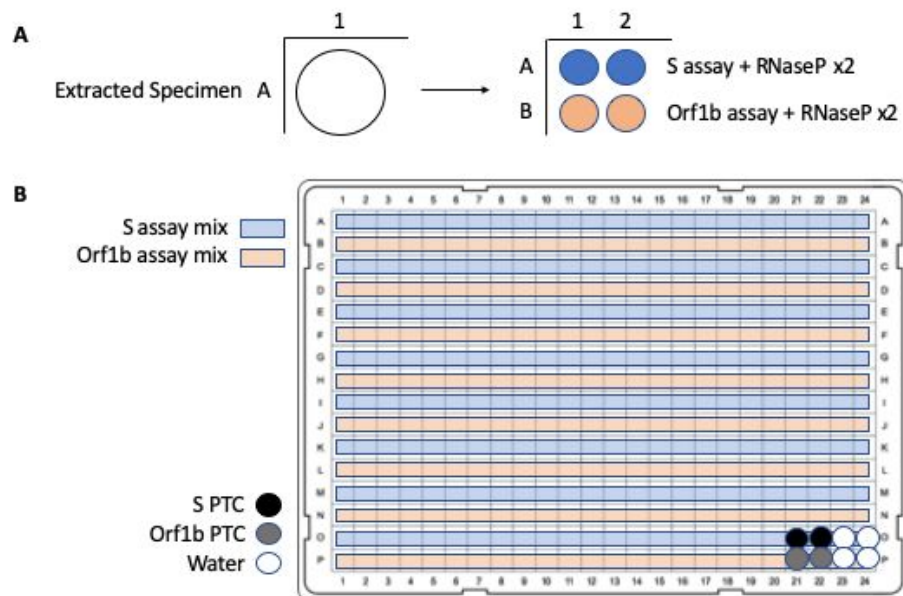 A
1
1 2
Extracted Specimen A
A S assay + RNaseP x2
B Orf1b assay + RNaseP x2
B
1 2 3 4 5 6 7 8 9 10 11 12 13 14 15 16 17 18 19 20 21 22 23 24
S assay mix
Orf1b assay mix
A A
B B
C C
D D
E E
F F
G G
H H
I I
J J
K K
L L
M M
N N
S PTC
O O
Orf1b PTC
P P
Water
1 2 3 4 5 6 7 8 9 10 11 12 13 14 15 16 17 18 19 20 21 22 23 24